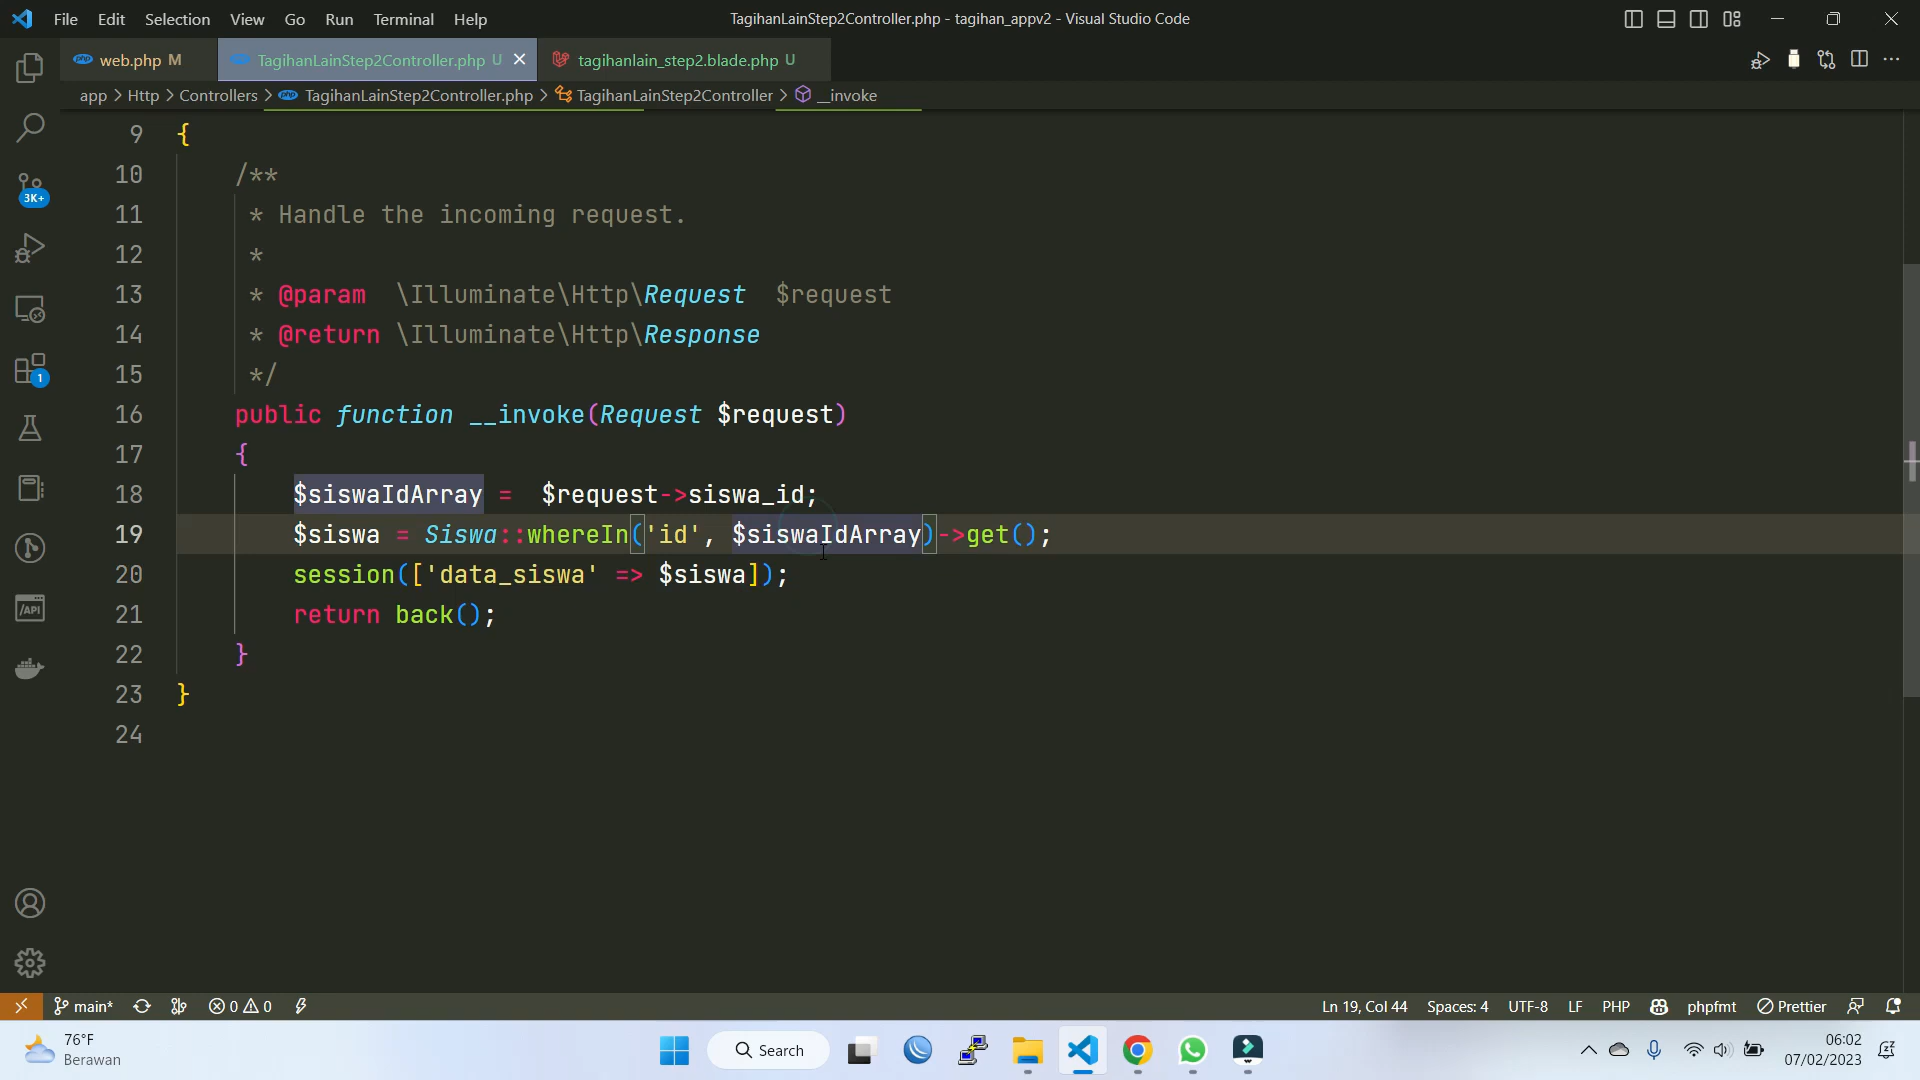 File Edit Selection View Go Run Terminal Help
TagihanLainStep2Controller.php - tagihan_appv2 - Visual Studio Code
web.php M
TagihanLainStep2Controller.php U
tagihanlain_step2.blade.php U
app > Http > Controllers > TagihanLainStep2Controller.php > TagihanLainStep2Controller > __invoke
9 {
10 /**
11 * Handle the incoming request.
12 *
13 * @param  \Illuminate\Http\Request  $request
14 * @return \Illuminate\Http\Response
15 */
16 public function __invoke(Request $request)
17 {
18 $siswaIdArray =  $request->siswa_id;
19 $siswa = Siswa::whereIn('id', $siswaIdArray)->get();
20 session(['data_siswa' => $siswa]);
21 return back();
22 }
23 }
24
3K+
1
/API
main* 0 0
Ln 19, Col 44 Spaces: 4 UTF-8 LF PHP phpfmt Prettier
76°F
Berawan
Search
06:02
07/02/2023